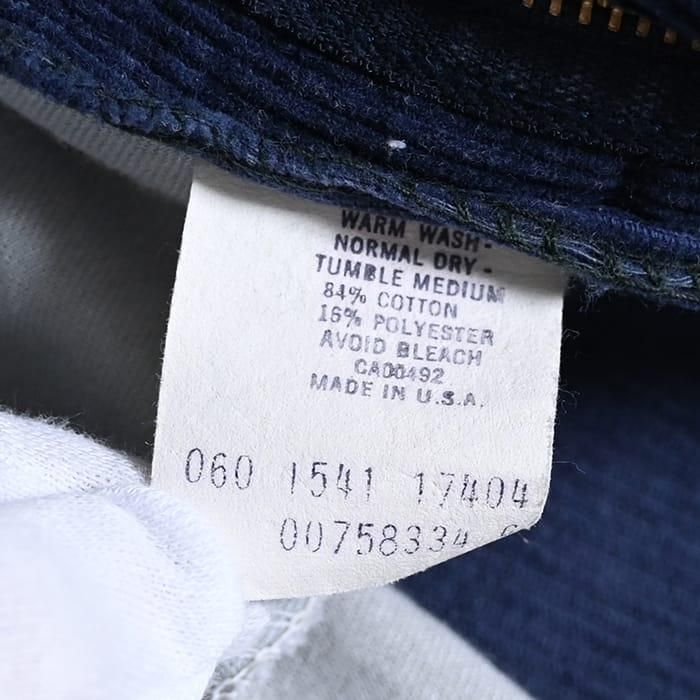 WARM WASH-
NORMAL DRY-
TUMBLE MEDIUM
84% COTTON
16% POLYESTER
AVOID BLEACH
CA00492
MADE IN U.S.A.
060 1541 17404
00758334